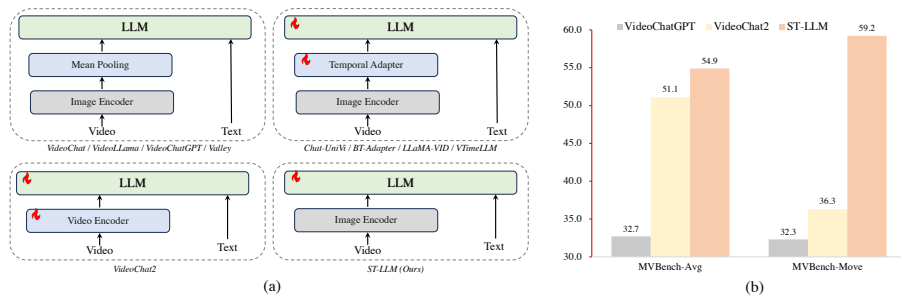 LLM
Mean Pooling
Image Encoder
Video
Text
VideoChat / VideoLLama / VideoChatGPT / Valley
LLM
Temporal Adapter
Image Encoder
Video
Text
Chat-UniVi / BT-Adapter / LLaMA-VID / VTimeLLM
LLM
Video Encoder
Video
Text
VideoChat2
LLM
Image Encoder
Video
Text
ST-LLM (Ours)
(a)
VideoChatGPT VideoChat2 ST-LLM
60.0
55.0
50.0
45.0
40.0
35.0
30.0
32.7
51.1
54.9
32.3
36.3
59.2
MVBench-Avg
MVBench-Move
(b)